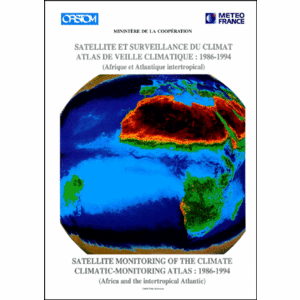 ORSTOM
METEO
FRANCE
MINISTÈRE DE LA COOPÉRATION
SATELLITE ET SURVEILLANCE DU CLIMAT
ATLAS DE VEILLE CLIMATIQUE : 1986-1994
(Afrique et Atlantique intertropical)
SATELLITE MONITORING OF THE CLIMATE
CLIMATIC-MONITORING ATLAS : 1986-1994
(Africa and the intertropical Atlantic)